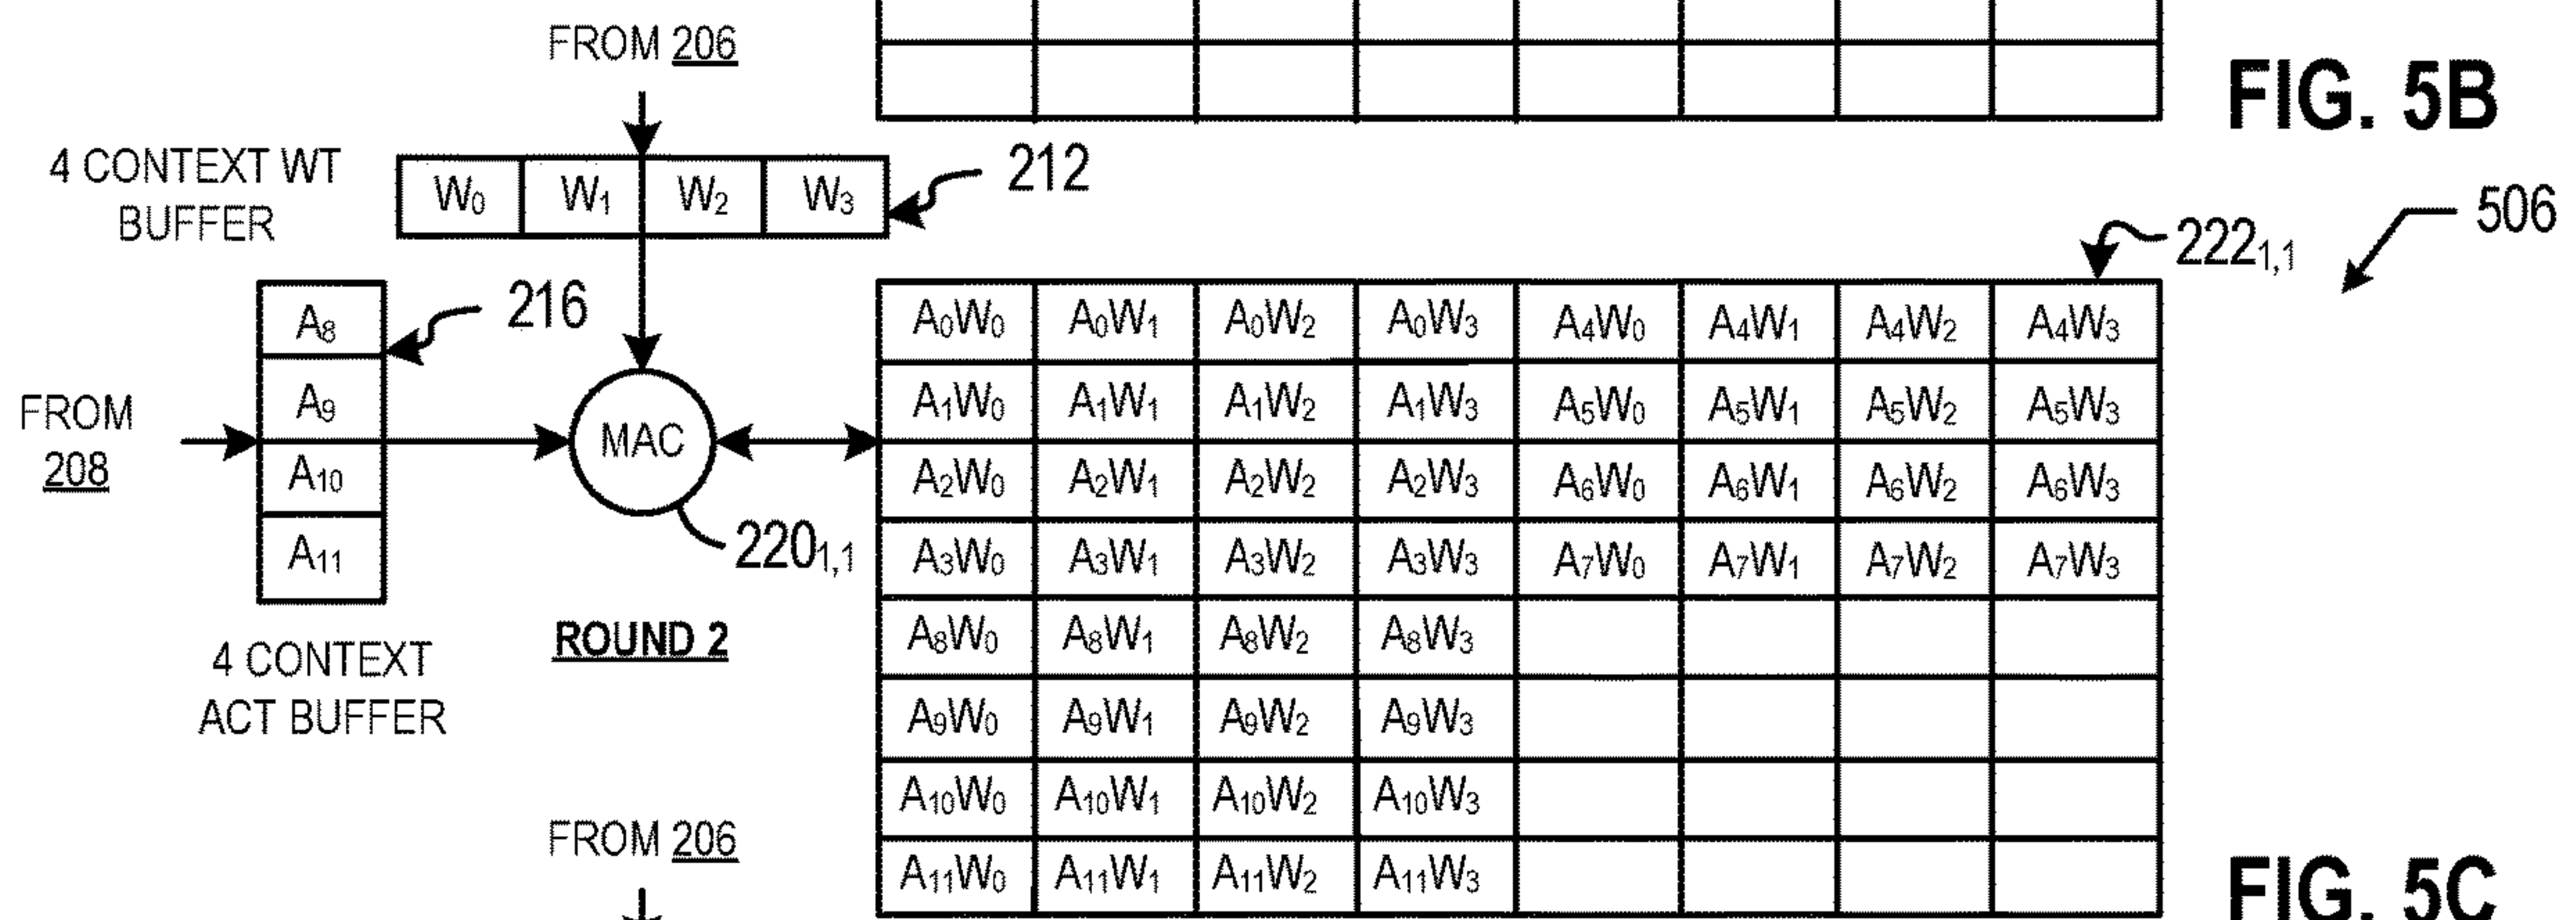 FROM 206
FIG. 5B
4 CONTEXT WT
BUFFER
W0 W1 W2 W3
212
506
2221,1
216
A8
A9
A10
A11
FROM
208
MAC
2201,1
4 CONTEXT
ACT BUFFER
ROUND 2
A0W0 A0W1 A0W2 A0W3 A4W0 A4W1 A4W2 A4W3
A1W0 A1W1 A1W2 A1W3 A5W0 A5W1 A5W2 A5W3
A2W0 A2W1 A2W2 A2W3 A6W0 A6W1 A6W2 A6W3
A3W0 A3W1 A3W2 A3W3 A7W0 A7W1 A7W2 A7W3
A8W0 A8W1 A8W2 A8W3
A9W0 A9W1 A9W2 A9W3
A10W0 A10W1 A10W2 A10W3
A11W0 A11W1 A11W2 A11W3
FROM 206
FIG. 5C